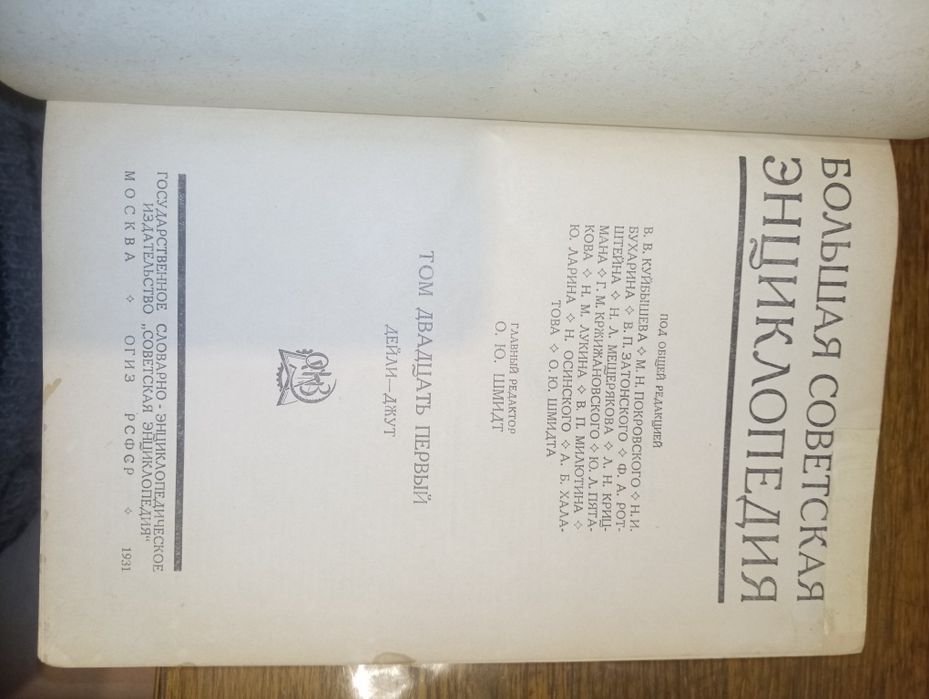 БОЛЬШАЯ СОВЕТСКАЯ
ЭНЦИКЛОПЕДИЯ
ПОД ОБЩЕЙ РЕДАКЦИЕЙ
В. В. КУЙБЫШЕВА ◇ М. Н. ПОКРОВСКОГО ◇ Н. И.
БУХАРИНА ◇ В. П. ЗАТОНСКОГО ◇ Ф. А. РОТ-
ШТЕЙНА ◇ Н. Л. МЕЩЕРЯКОВА ◇ Л. Н. КРИЦ-
МАНА ◇ Г. М. КРЖИЖАНОВСКОГО ◇ Ю. Л. ПЯТА-
КОВА ◇ Н. М. ЛУКИНА ◇ В. П. МИЛЮТИНА ◇
Ю. ЛАРИНА ◇ Н. ОСИНСКОГО ◇ А. Б. ХАЛА-
ТОВА ◇ О. Ю. ШМИДТА
ГЛАВНЫЙ РЕДАКТОР
О. Ю. ШМИДТ
ТОМ ДВАДЦАТЬ ПЕРВЫЙ
ДЕЙЛИ—ДЖУТ
ГОСУДАРСТВЕННОЕ СЛОВАРНО-ЭНЦИКЛОПЕДИЧЕСКОЕ
ИЗДАТЕЛЬСТВО „СОВЕТСКАЯ ЭНЦИКЛОПЕДИЯ“
МОСКВА ◇ ОГИЗ РСФСР ◇ 1931